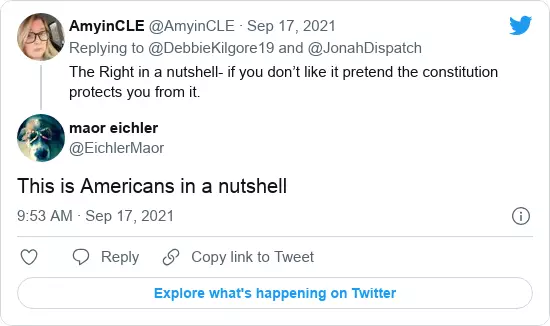 AmyinCLE @AmyinCLE · Sep 17, 2021
Replying to @DebbieKilgore19 and @JonahDispatch
The Right in a nutshell- if you don’t like it pretend the constitution
protects you from it.
maor eichler
@EichlerMaor
This is Americans in a nutshell
9:53 AM · Sep 17, 2021
Reply
Copy link to Tweet
Explore what's happening on Twitter